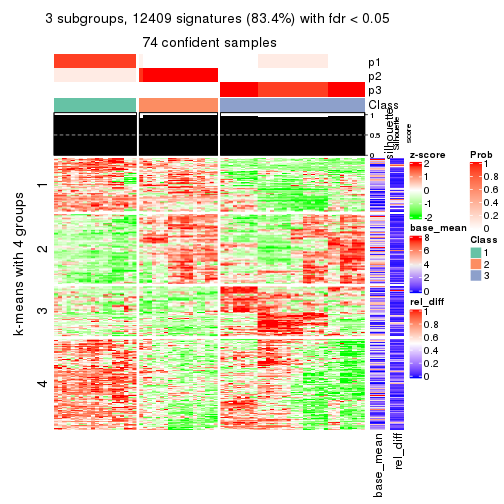 3 subgroups, 12409 signatures (83.4%) with fdr < 0.05
74 confident samples
p1
p2
p3
Class
1
0.5
0
silhouette
Silhouette
score
k-means with 4 groups
1
2
3
4
base_mean
rel_diff
z-score
2
1
0
-1
-2
base_mean
8
6
4
2
0
rel_diff
1
0.8
0.6
0.4
0.2
0
Prob
1
0.8
0.6
0.4
0.2
0
Class
1
2
3